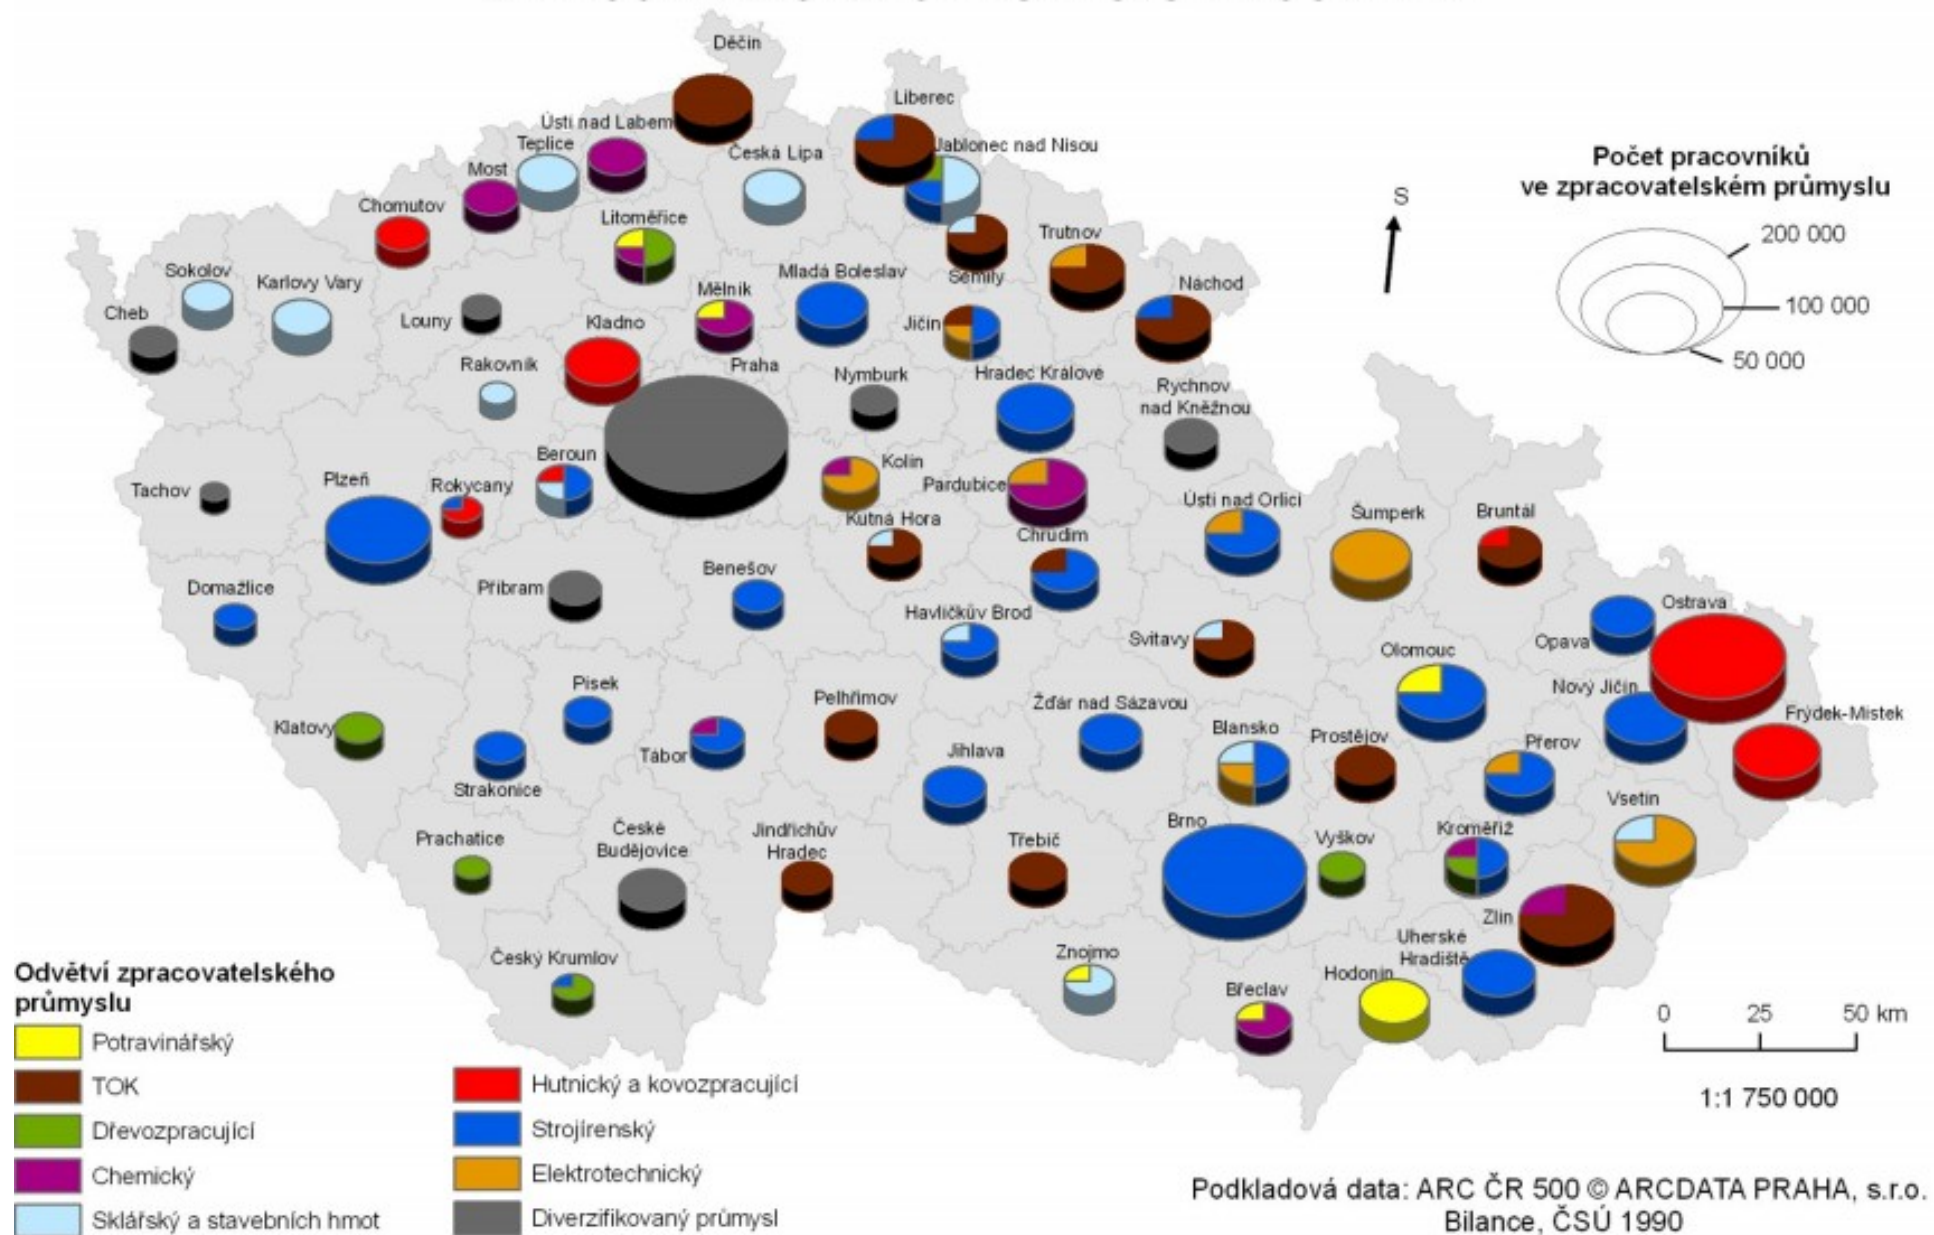 Děčín
Liberec
Ústí nad Labem
Teplice
Česká Lípa
Jablonec nad Nisou
Most
Chomutov
Litoměřice
Trutnov
Semily
Sokolov
Karlovy Vary
Mělník
Mladá Boleslav
Náchod
Cheb
Louny
Kladno
Jičín
Rakovník
Praha
Nymburk
Hradec Králové
Rychnov
nad Kněžnou
Tachov
Plzeň
Rokycany
Beroun
Kolín
Pardubice
Ústí nad Orlicí
Šumperk
Bruntál
Kutná Hora
Chrudim
Domažlice
Příbram
Benešov
Havlíčkův Brod
Svitavy
Olomouc
Opava
Ostrava
Nový Jičín
Frýdek-Místek
Klatovy
Písek
Strakonice
Tábor
Pelhřimov
Jihlava
Žďár nad Sázavou
Blansko
Prostějov
Přerov
Vsetín
Prachatice
České
Budějovice
Jindřichův
Hradec
Třebíč
Brno
Vyškov
Kroměříž
Zlín
Uherské
Hradiště
Český Krumlov
Znojmo
Břeclav
Hodonín
S
Počet pracovníků
ve zpracovatelském průmyslu
200 000
100 000
50 000
Odvětví zpracovatelského
průmyslu
Potravinářský
TOK
Dřevozpracující
Chemický
Sklářský a stavebních hmot
Hutnický a kovozpracující
Strojírenský
Elektrotechnický
Diverzifikovaný průmysl
0 25 50 km
1:1 750 000
Podkladová data: ARC ČR 500 © ARCDATA PRAHA, s.r.o.
Bilance, ČSÚ 1990